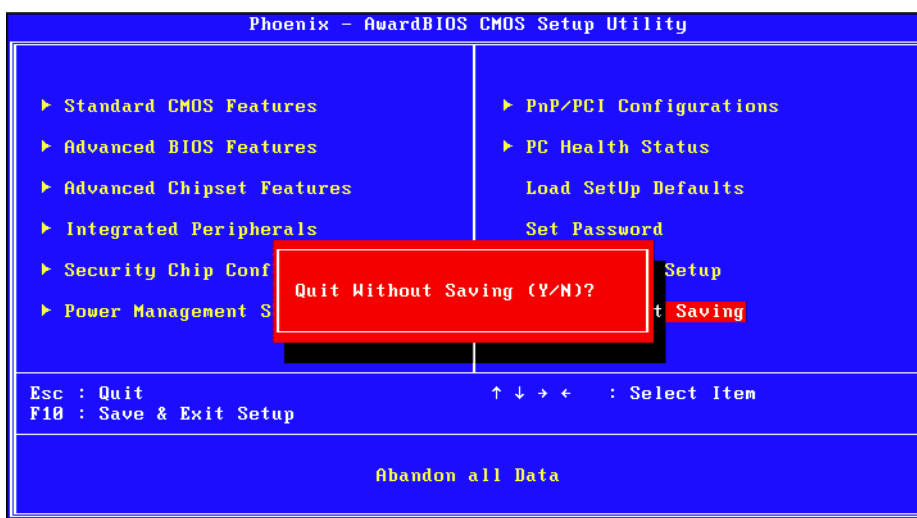 Phoenix - AwardBIOS CMOS Setup Utility
► Standard CMOS Features
► Advanced BIOS Features
► Advanced Chipset Features
► Integrated Peripherals
► Security Chip Conf
► Power Management S
► PnP/PCI Configurations
► PC Health Status
Load SetUp Defaults
Set Password
Setup
t Saving
Quit Without Saving (Y/N)?
Esc : Quit
F10 : Save & Exit Setup
↑ ↓ → ← : Select Item
Abandon all Data